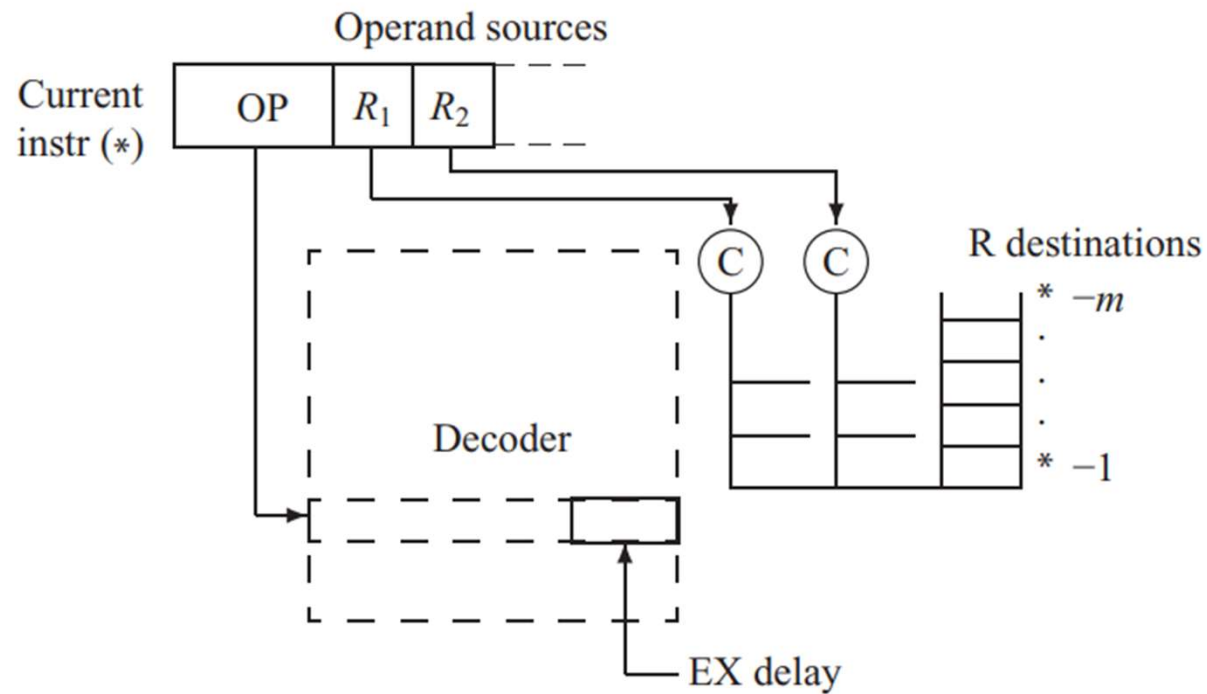 Operand sources
Current
instr (*)
OP
R₁
R₂
C
C
R destinations
* −m
.
.
.
* −1
Decoder
EX delay